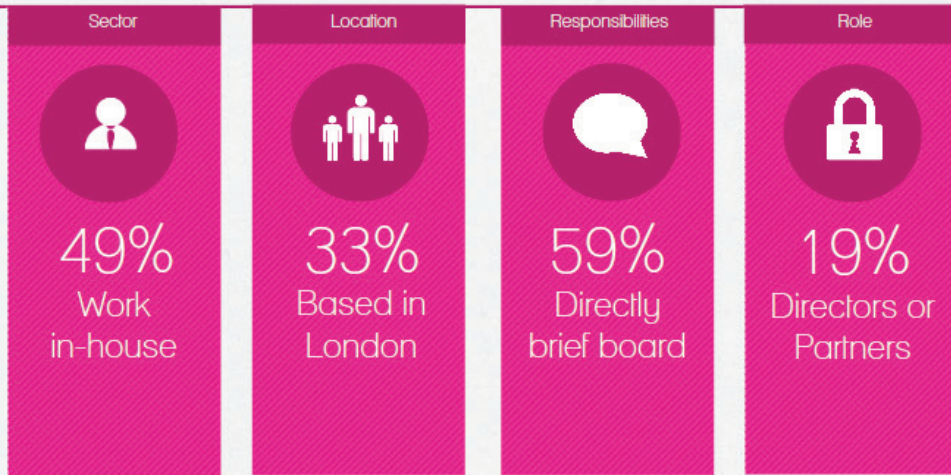 Sector
49%
Work
in-house
Location
33%
Based in
London
Responsibilities
59%
Directly
brief board
Role
19%
Directors or
Partners